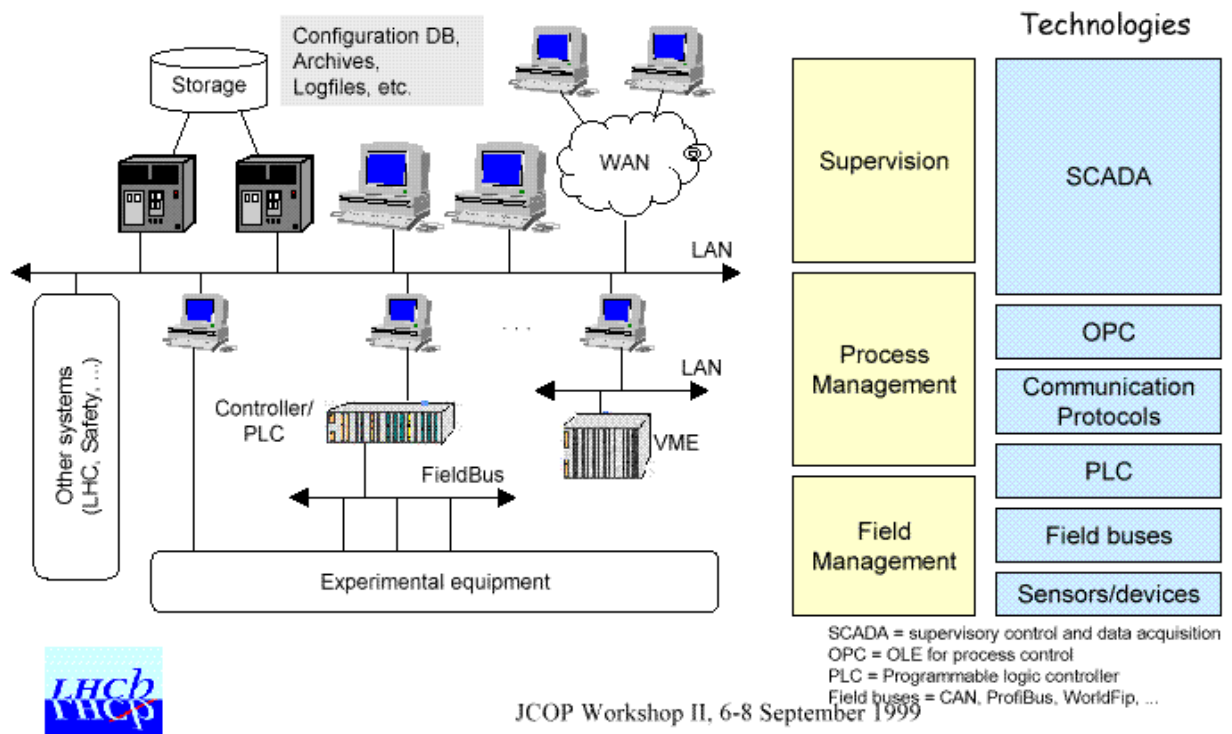 Technologies
Configuration DB,
Archives,
Logfiles, etc.
Storage
WAN
LAN
Supervision
SCADA
Other systems
(LHC, Safety, ...)
. . .
LAN
Controller/
PLC
VME
FieldBus
Experimental equipment
Process
Management
OPC
Communication
Protocols
PLC
Field
Management
Field buses
Sensors/devices
SCADA = supervisory control and data acquisition
OPC = OLE for process control
PLC = Programmable logic controller
Field buses = CAN, ProfiBus, WorldFip, ...
LHCb
LHCb
JCOP Workshop II, 6-8 September 1999